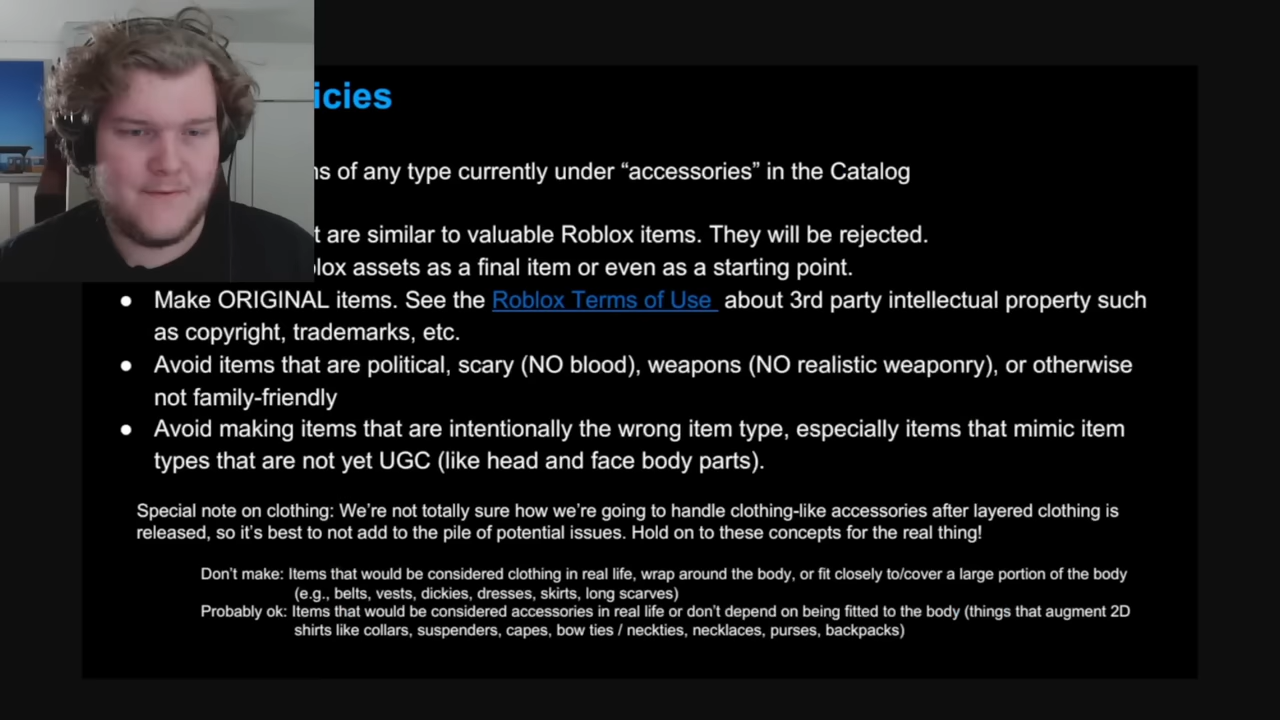 icies
of any type currently under “accessories” in the Catalog
are similar to valuable Roblox items. They will be rejected.
assets as a final item or even as a starting point.
● Make ORIGINAL items. See the Roblox Terms of Use about 3rd party intellectual property such
as copyright, trademarks, etc.
● Avoid items that are political, scary (NO blood), weapons (NO realistic weaponry), or otherwise
not family-friendly
● Avoid making items that are intentionally the wrong item type, especially items that mimic item
types that are not yet UGC (like head and face body parts).
Special note on clothing: We’re not totally sure how we’re going to handle clothing-like accessories after layered clothing is
released, so it’s best to not add to the pile of potential issues. Hold on to these concepts for the real thing!
Don’t make: Items that would be considered clothing in real life, wrap around the body, or fit closely to/cover a large portion of the body
(e.g., belts, vests, dickies, dresses, skirts, long scarves)
Probably ok: Items that would be considered accessories in real life or don’t depend on being fitted to the body (things that augment 2D
shirts like collars, suspenders, capes, bow ties / neckties, necklaces, purses, backpacks)